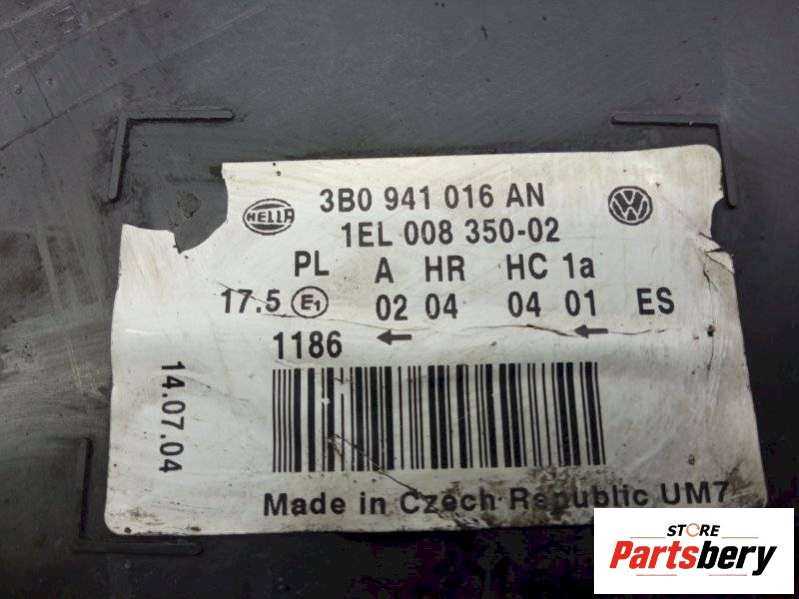 HELLA
3B0 941 016 AN
1EL 008 350-02
PL A HR HC 1a
17.5 E1 02 04 04 01 ES
1186 ← ←
14.07.04
Made in Czech Republic UM7
STORE
Partsbery